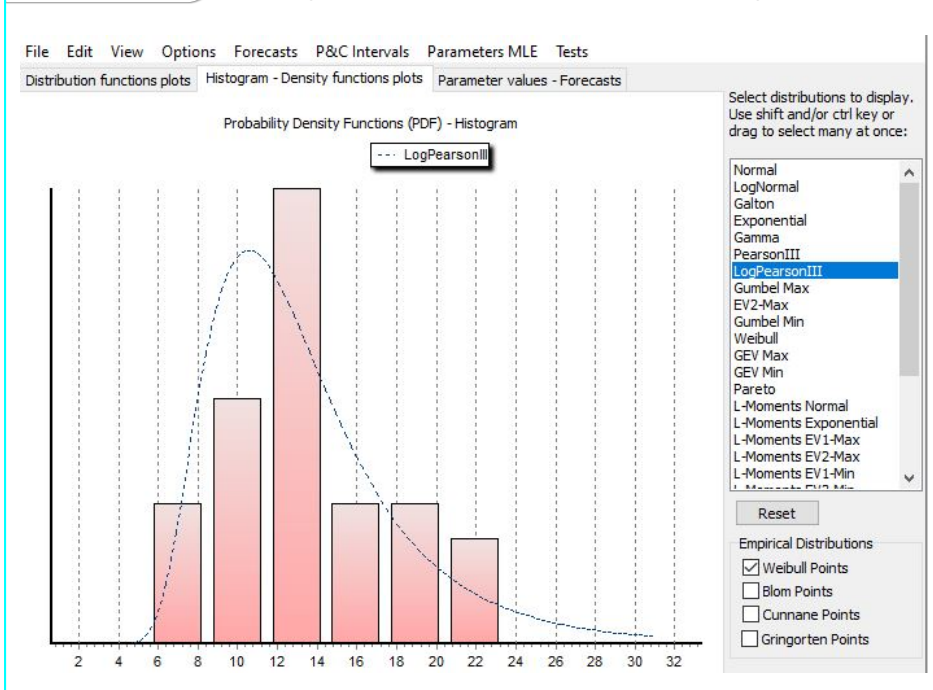 File Edit View Options Forecasts P&C Intervals Parameters MLE Tests
Distribution functions plots Histogram - Density functions plots Parameter values - Forecasts
Probability Density Functions (PDF) - Histogram
LogPearsonIII
2 4 6 8 10 12 14 16 18 20 22 24 26 28 30 32
Select distributions to display.
Use shift and/or ctrl key or
drag to select many at once:
Normal
LogNormal
Galton
Exponential
Gamma
PearsonIII
LogPearsonIII
Gumbel Max
EV2-Max
Gumbel Min
Weibull
GEV Max
GEV Min
Pareto
L-Moments Normal
L-Moments Exponential
L-Moments EV1-Max
L-Moments EV2-Max
L-Moments EV1-Min
Reset
Empirical Distributions
Weibull Points
Blom Points
Cunnane Points
Gringorten Points